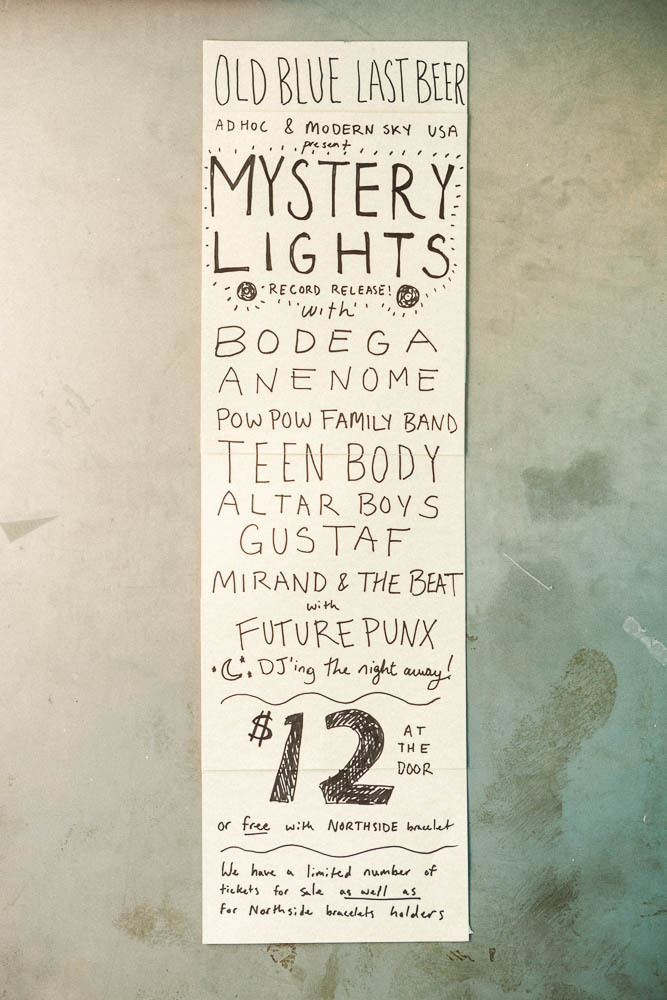 OLD BLUE LAST BEER
AD HOC & MODERN SKY USA
present
MYSTERY
LIGHTS
RECORD RELEASE!
"with"
BODEGA
ANENOME
POW POW FAMILY BAND
TEEN BODY
ALTAR BOYS
GUSTAF
MIRAND & THE BEAT
with
FUTURE PUNX
DJ'ing the night away!
$12 AT
THE
DOOR
or free with NORTHSIDE bracelet
We have a limited number of
tickets for sale as well as
for Northside bracelets holders